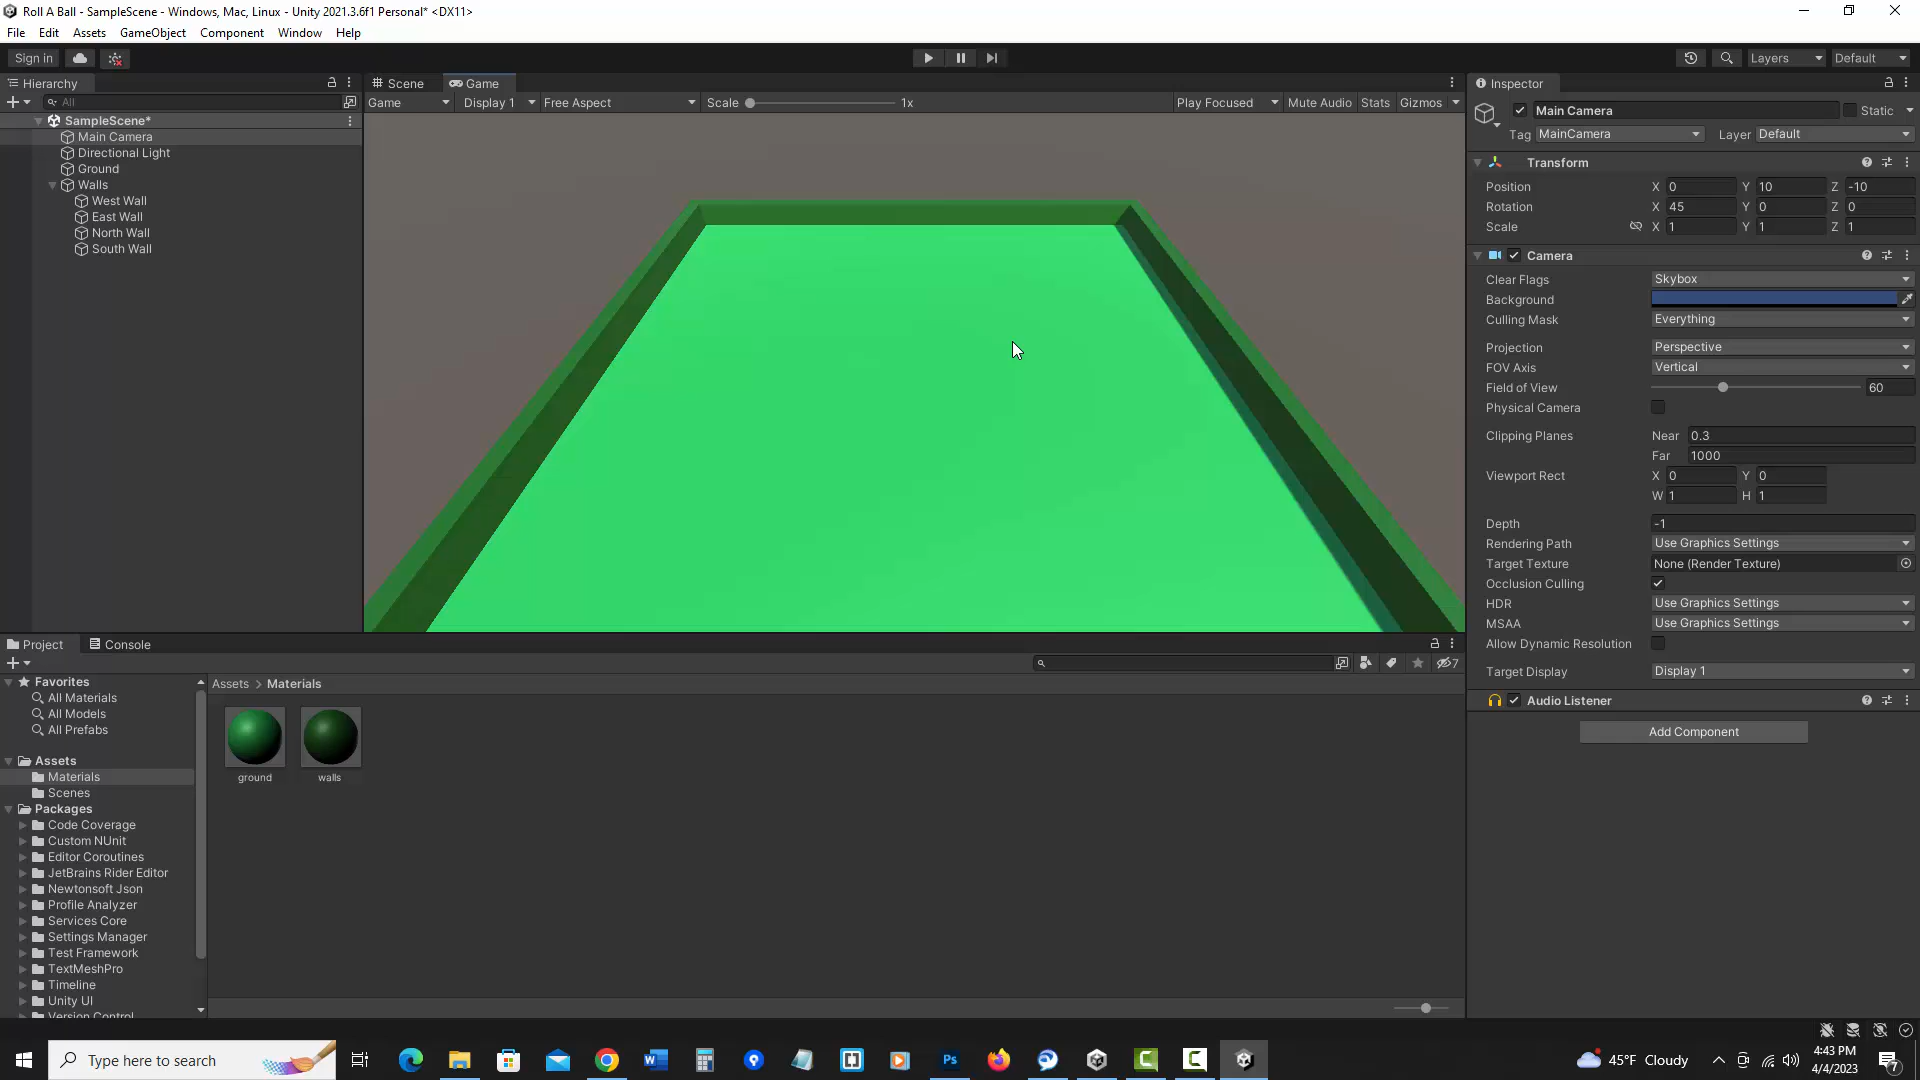 Roll A Ball - SampleScene - Windows, Mac, Linux - Unity 2021.3.6f1 Personal* <DX11>
File Edit Assets GameObject Component Window Help
Sign in Layers Default
Hierarchy Scene Game Inspector
All Game Display 1 Free Aspect Scale 1x Play Focused Mute Audio Stats Gizmos
SampleScene*
Main Camera
Directional Light
Ground
Walls
West Wall
East Wall
North Wall
South Wall
Main Camera Static
Tag MainCamera Layer Default
Transform
Position X 0 Y 10 Z -10
Rotation X 45 Y 0 Z 0
Scale X 1 Y 1 Z 1
Camera
Clear Flags Skybox
Background
Culling Mask Everything
Projection Perspective
FOV Axis Vertical
Field of View 60
Physical Camera
Clipping Planes Near 0.3
Far 1000
Viewport Rect X 0 Y 0
W 1 H 1
Depth -1
Rendering Path Use Graphics Settings
Target Texture None (Render Texture)
Occlusion Culling
HDR Use Graphics Settings
MSAA Use Graphics Settings
Allow Dynamic Resolution
Target Display Display 1
Audio Listener
Add Component
Project Console
7
Favorites
All Materials
All Models
All Prefabs
Assets
Materials
Scenes
Packages
Code Coverage
Custom NUnit
Editor Coroutines
JetBrains Rider Editor
Newtonsoft Json
Profile Analyzer
Services Core
Settings Manager
Test Framework
TextMeshPro
Timeline
Unity UI
Version Control
Assets > Materials
ground walls
Type here to search
W
Ps
45°F Cloudy
4:43 PM
4/4/2023
7